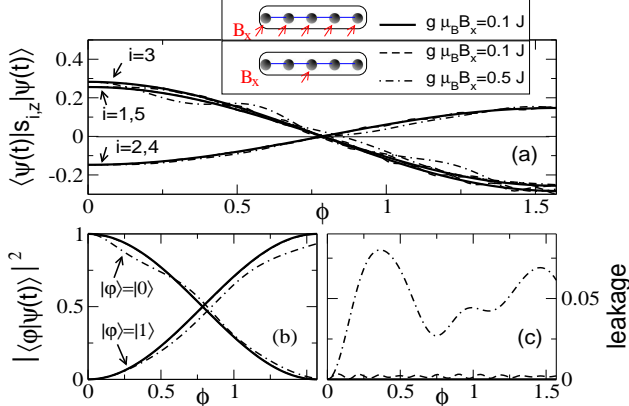 B_x
g μ_B B_x=0.1 J
B_x
g μ_B B_x=0.1 J
g μ_B B_x=0.5 J
⟨ψ(t)|s_{i,z}|ψ(t)⟩
0.4
0.2
0
-0.2
i=3
i=1,5
i=2,4
(a)
0
0.5
1
1.5
ϕ
|⟨φ|ψ(t)⟩|²
1
0.5
0
|φ⟩=|0⟩
|φ⟩=|1⟩
(b)
0
0.5
1
ϕ
(c)
0
0.5
1
1.5
ϕ
0.05
0
leakage